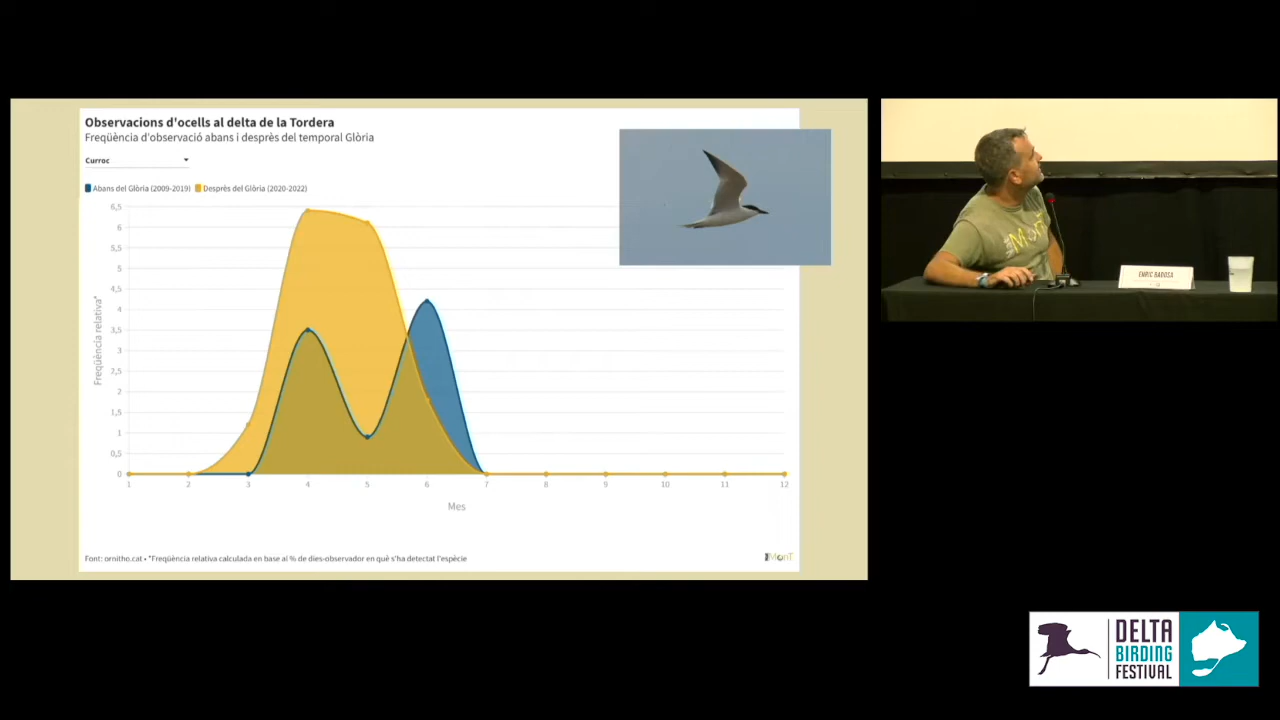 Observacions d'ocells al delta de la Tordera
Freqüència d'observació abans i desprès del temporal Glòria
Curroc
Abans del Glòria (2009-2019) Desprès del Glòria (2020-2022)
6,5
6
5,5
5
4,5
4
3,5
3
2,5
2
1,5
1
0,5
0
Freqüència relativa*
1 2 3 4 5 6 7 8 9 10 11 12
Mes
Font: ornitho.cat • *Freqüència relativa calculada en base al % de dies-observador en què s'ha detectat l'espècie
MonT
ENRIC BADOSA
DELTA
BIRDING
FESTIVAL